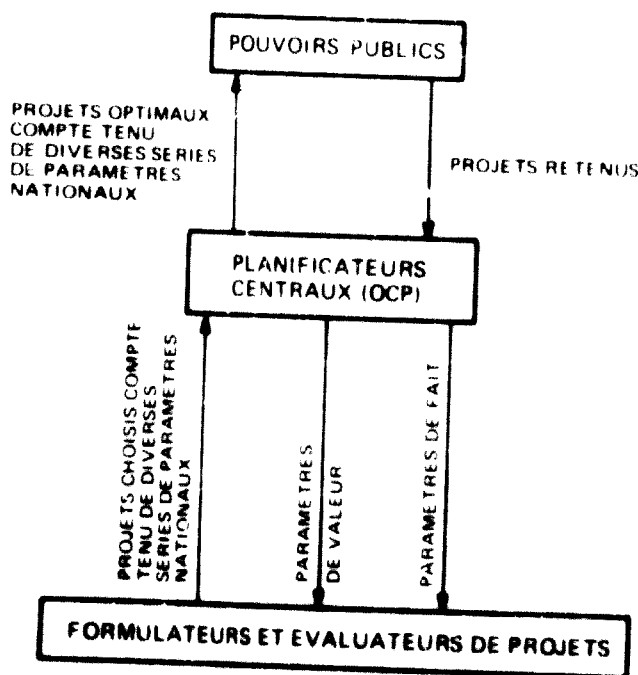 POUVOIRS PUBLICS
PROJETS OPTIMAUX
COMPTE TENU
DE DIVERSES SERIES
DE PARAMETRES
NATIONAUX
PROJETS RETENUS
PLANIFICATEURS
CENTRAUX (OCP)
PROJETS CHOISIS COMPTE
TENU DE DIVERSES
SERIES DE PARAMETRES
NATIONAUX
PARAMETRES
DE VALEUR
PARAMETRES DE FAIT
FORMULATEURS ET EVALUATEURS DE PROJETS